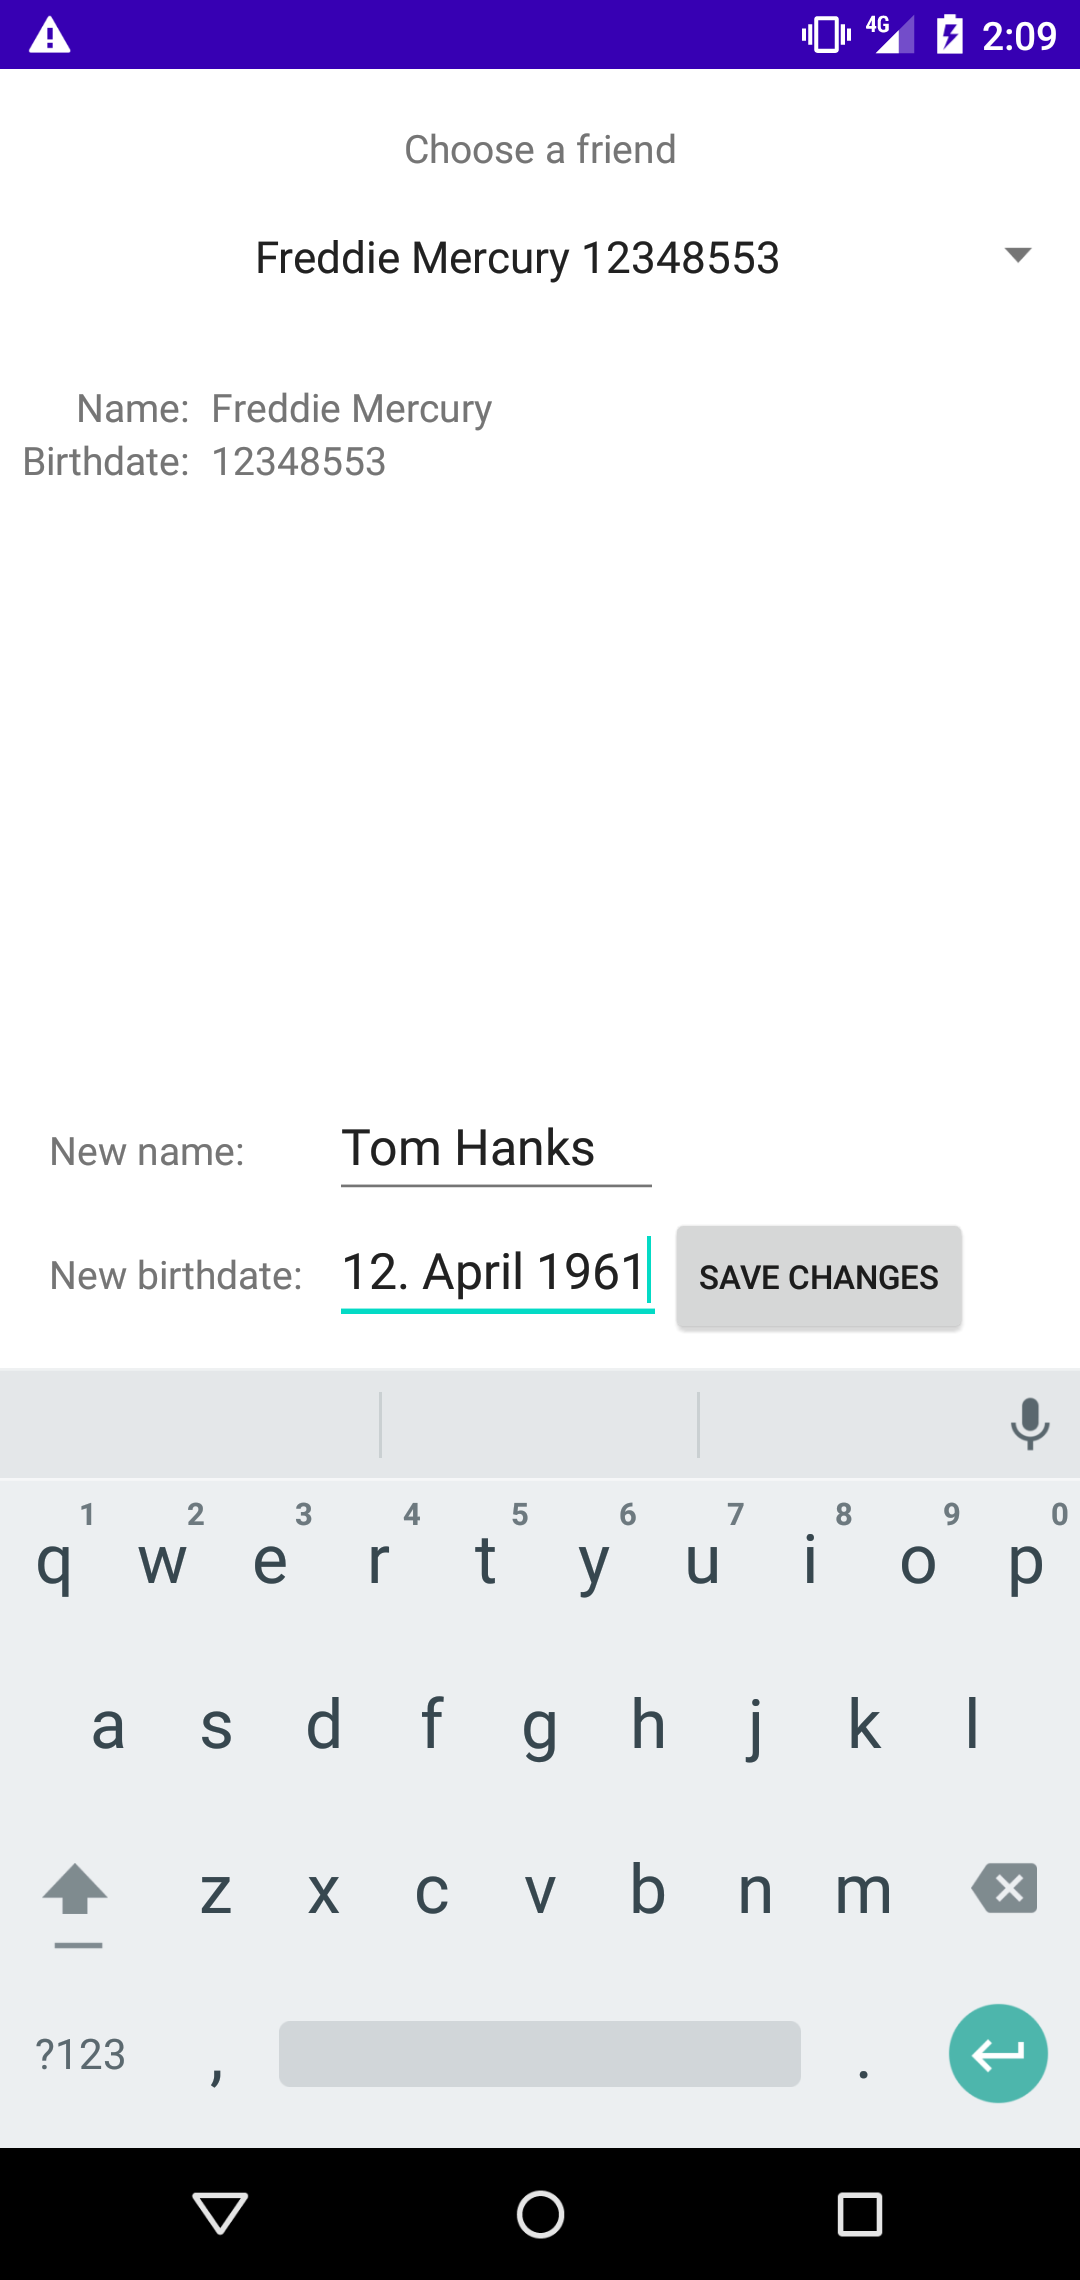 4G 2:09
Choose a friend
Freddie Mercury 12348553
Name: Freddie Mercury
Birthdate: 12348553
New name: Tom Hanks
New birthdate: 12. April 1961 SAVE CHANGES
1 2 3 4 5 6 7 8 9 0
q w e r t y u i o p
a s d f g h j k l
z x c v b n m
?123 , .